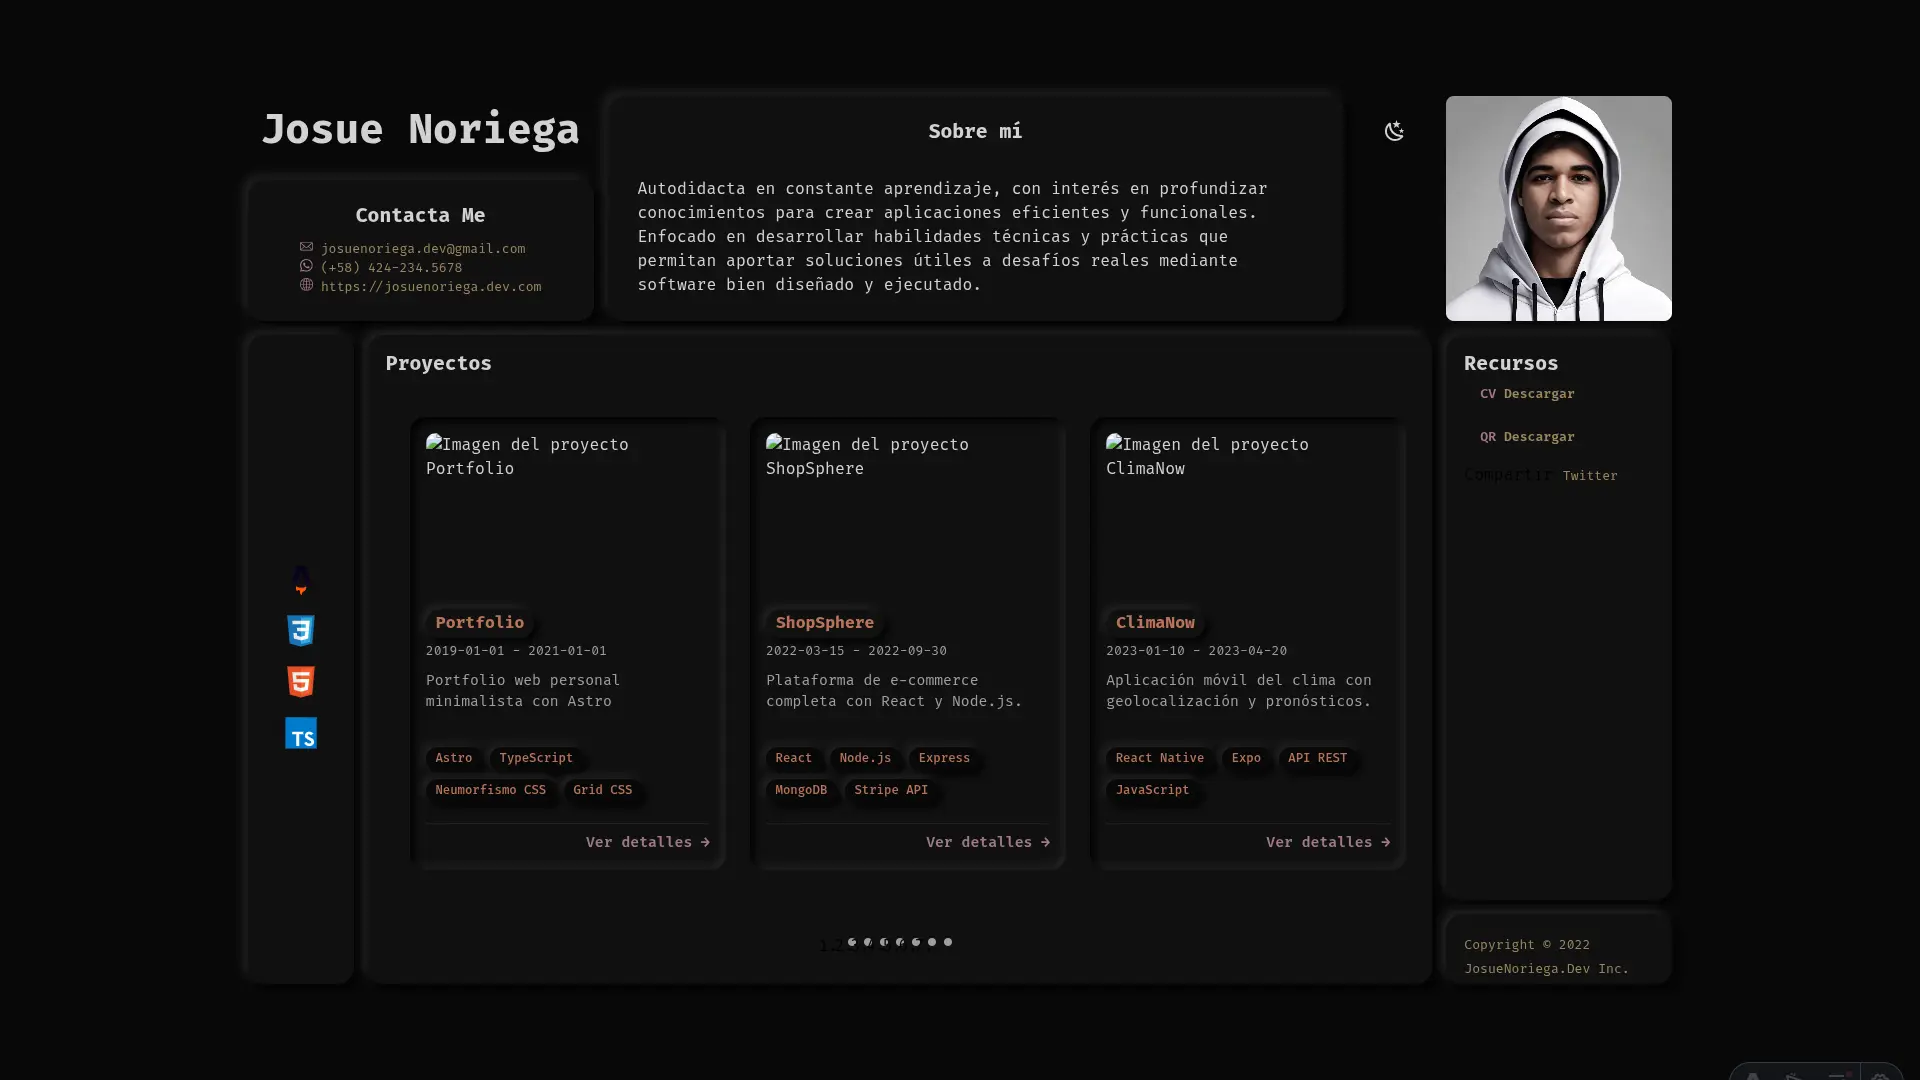 Josue Noriega
Contacta Me
josuenoriega.dev@gmail.com
(+58) 424-234.5678
https://josuenoriega.dev.com
Sobre mí
Autodidacta en constante aprendizaje, con interés en profundizar
conocimientos para crear aplicaciones eficientes y funcionales.
Enfocado en desarrollar habilidades técnicas y prácticas que
permitan aportar soluciones útiles a desafíos reales mediante
software bien diseñado y ejecutado.
3
5
TS
Proyectos
Imagen del proyecto
Portfolio
Portfolio
2019-01-01 - 2021-01-01
Portfolio web personal
minimalista con Astro
Astro TypeScript
Neumorfismo CSS Grid CSS
Ver detalles →
Imagen del proyecto
ShopSphere
ShopSphere
2022-03-15 - 2022-09-30
Plataforma de e-commerce
completa con React y Node.js.
React Node.js Express
MongoDB Stripe API
Ver detalles →
Imagen del proyecto
ClimaNow
ClimaNow
2023-01-10 - 2023-04-20
Aplicación móvil del clima con
geolocalización y pronósticos.
React Native Expo API REST
JavaScript
Ver detalles →
Recursos
CV Descargar
QR Descargar
Compartir Twitter
Copyright © 2022
JosueNoriega.Dev Inc.